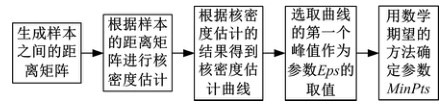 生成样本
之间的距
离矩阵
根据样本
的距离矩
阵进行核
密度估计
根据核密
度估计的
结果得到
核密度估
计曲线
选取曲线
的第一个
峰值作为
参数Eps的
取值
用数学
期望的
方法确
定参数
MinPts